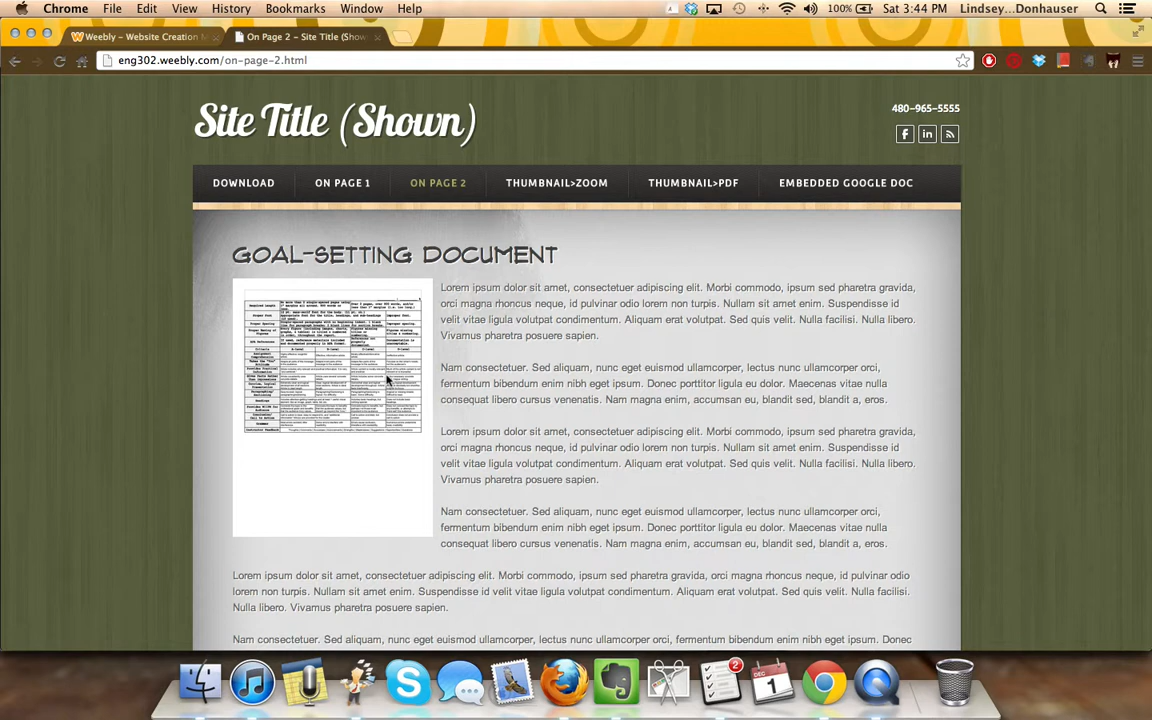 Chrome File Edit View History Bookmarks Window Help 100% Sat 3:44 PM Lindsey...Donhauser
Weebly - Website Creation M
On Page 2 - Site Title (Show
eng302.weebly.com/on-page-2.html
Site Title (Shown)
480-965-5555
DOWNLOAD ON PAGE 1 ON PAGE 2 THUMBNAIL>ZOOM THUMBNAIL>PDF EMBEDDED GOOGLE DOC
GOAL-SETTING DOCUMENT
Lorem ipsum dolor sit amet, consectetuer adipiscing elit. Morbi commodo, ipsum sed pharetra gravida,
orci magna rhoncus neque, id pulvinar odio lorem non turpis. Nullam sit amet enim. Suspendisse id
velit vitae ligula volutpat condimentum. Aliquam erat volutpat. Sed quis velit. Nulla facilisi. Nulla libero.
Vivamus pharetra posuere sapien.
Nam consectetuer. Sed aliquam, nunc eget euismod ullamcorper, lectus nunc ullamcorper orci,
fermentum bibendum enim nibh eget ipsum. Donec porttitor ligula eu dolor. Maecenas vitae nulla
consequat libero cursus venenatis. Nam magna enim, accumsan eu, blandit sed, blandit a, eros.
Lorem ipsum dolor sit amet, consectetuer adipiscing elit. Morbi commodo, ipsum sed pharetra gravida,
orci magna rhoncus neque, id pulvinar odio lorem non turpis. Nullam sit amet enim. Suspendisse id
velit vitae ligula volutpat condimentum. Aliquam erat volutpat. Sed quis velit. Nulla facilisi. Nulla libero.
Vivamus pharetra posuere sapien.
Nam consectetuer. Sed aliquam, nunc eget euismod ullamcorper, lectus nunc ullamcorper orci,
fermentum bibendum enim nibh eget ipsum. Donec porttitor ligula eu dolor. Maecenas vitae nulla
consequat libero cursus venenatis. Nam magna enim, accumsan eu, blandit sed, blandit a, eros.
Lorem ipsum dolor sit amet, consectetuer adipiscing elit. Morbi commodo, ipsum sed pharetra gravida, orci magna rhoncus neque, id pulvinar odio
lorem non turpis. Nullam sit amet enim. Suspendisse id velit vitae ligula volutpat condimentum. Aliquam erat volutpat. Sed quis velit. Nulla facilisi.
Nulla libero. Vivamus pharetra posuere sapien.
Nam consectetuer. Sed aliquam, nunc eget euismod ullamcorper, lectus nunc ullamcorper orci, fermentum bibendum enim nibh eget ipsum. Donec
2
DEC
1